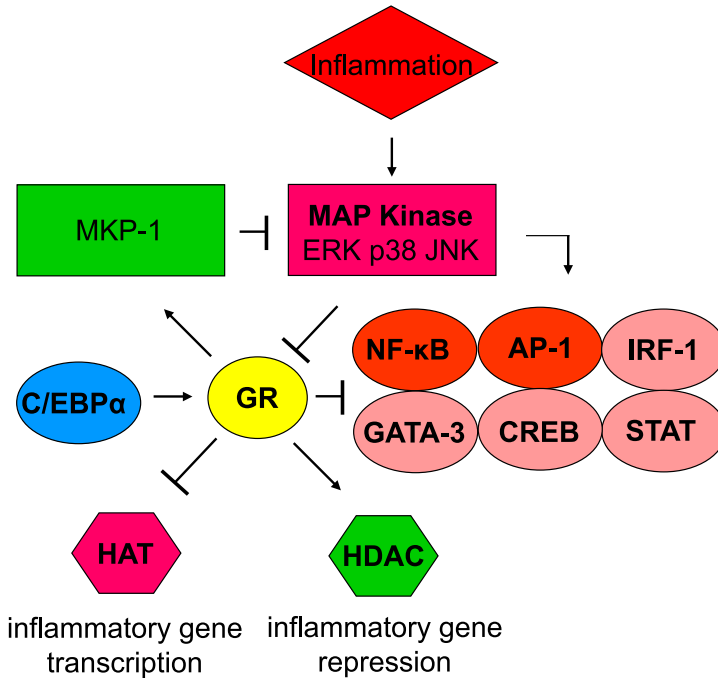 Inflammation
MKP-1
MAP Kinase
ERK p38 JNK
NF-κB
AP-1
IRF-1
C/EBPα
GR
GATA-3
CREB
STAT
HAT
HDAC
inflammatory gene
transcription
inflammatory gene
repression